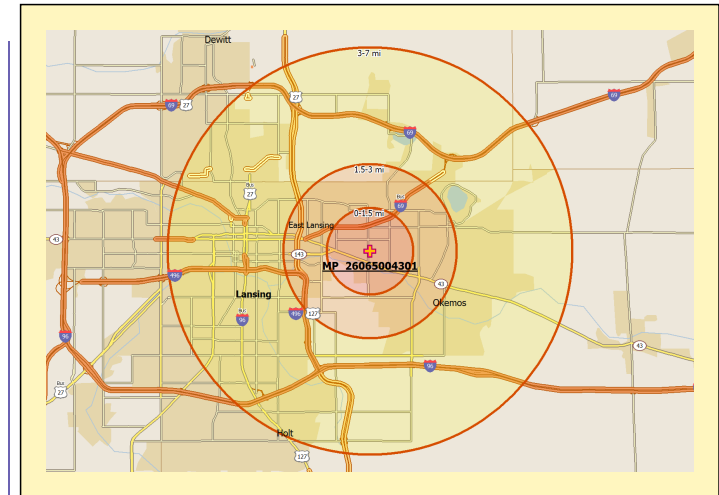 Dewitt
3-7 mi
69
27
27
69
69
1.5-3 mi
Bus
27
Bus
69
0-1.5 mi
East Lansing
43
143
MP_26065004301
496
43
Lansing
Okemos
Bus
96
496
127
96
43
96
Bus
27
Holt
127